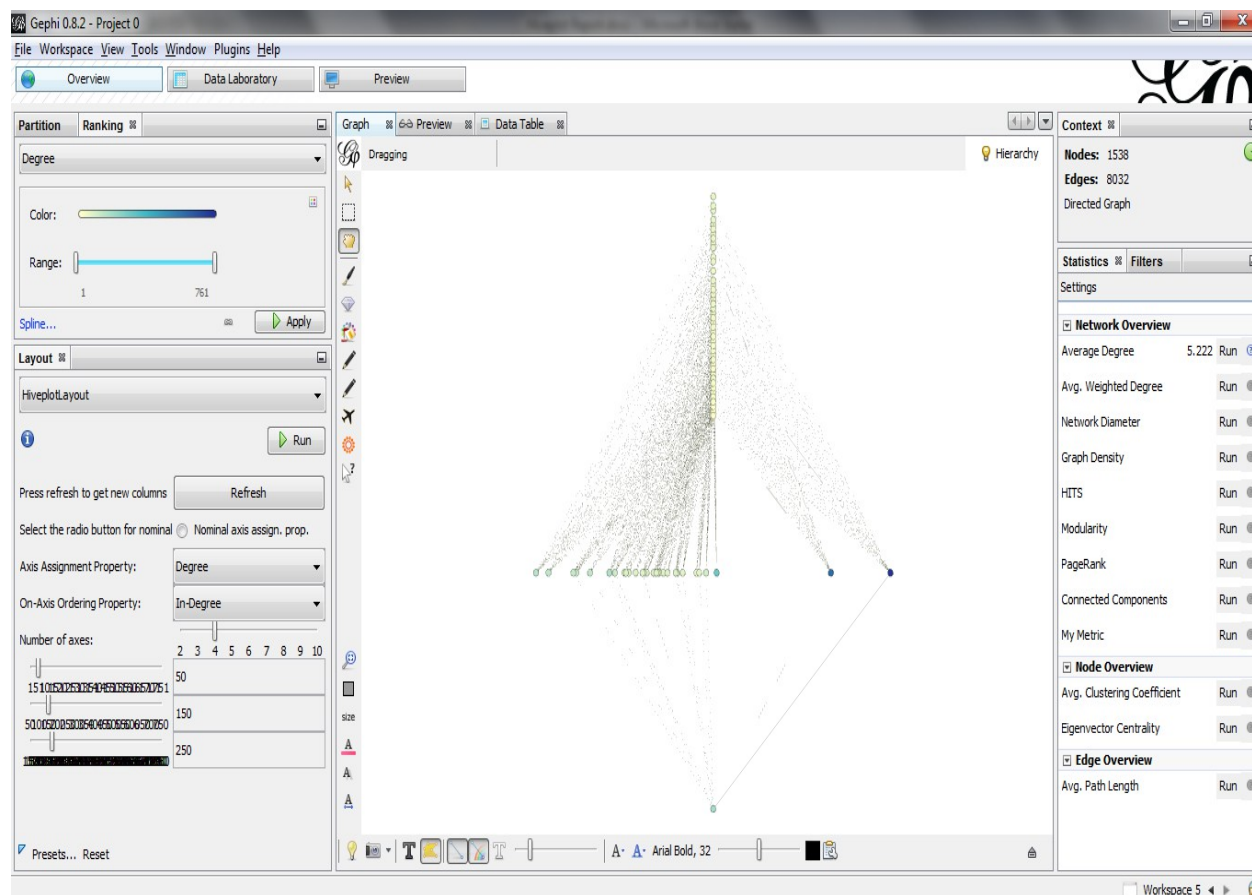 Gephi 0.8.2 - Project 0
File Workspace View Tools Window Plugins Help
Overview Data Laboratory Preview
Partition Ranking
Degree
Color:
Range:
1 761
Spline...
Apply
Layout
HiveplotLayout
Run
Press refresh to get new columns Refresh
Select the radio button for nominal Nominal axis assign. prop.
Axis Assignment Property: Degree
On-Axis Ordering Property: In-Degree
Number of axes:
2 3 4 5 6 7 8 9 10
50
150
250
Presets... Reset
Graph Preview Data Table
Dragging
Hierarchy
size
A
A
A
T T A- A- Arial Bold, 32
Context
Nodes: 1538
Edges: 8032
Directed Graph
Statistics Filters
Settings
Network Overview
Average Degree 5.222 Run
Avg. Weighted Degree Run
Network Diameter Run
Graph Density Run
HITS Run
Modularity Run
PageRank Run
Connected Components Run
My Metric Run
Node Overview
Avg. Clustering Coefficient Run
Eigenvector Centrality Run
Edge Overview
Avg. Path Length Run
Workspace 5